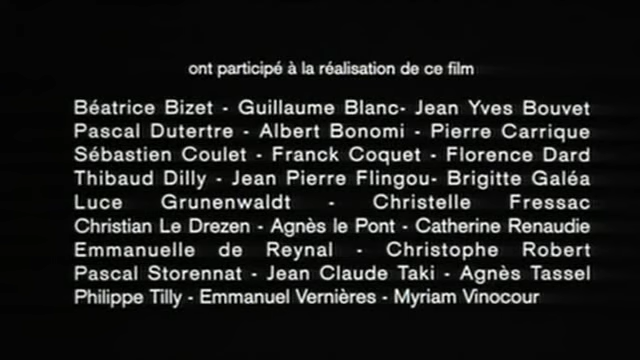 ont participé à la réalisation de ce film
Béatrice Bizet - Guillaume Blanc- Jean Yves Bouvet
Pascal Dutertre - Albert Bonomi - Pierre Carrique
Sébastien Coulet - Franck Coquet - Florence Dard
Thibaud Dilly - Jean Pierre Flingou- Brigitte Galéa
Luce Grunenwaldt - Christelle Fressac
Christian Le Drezen - Agnès le Pont - Catherine Renaudie
Emmanuelle de Reynal - Christophe Robert
Pascal Storennat - Jean Claude Taki - Agnès Tassel
Philippe Tilly - Emmanuel Vernières - Myriam Vinocour